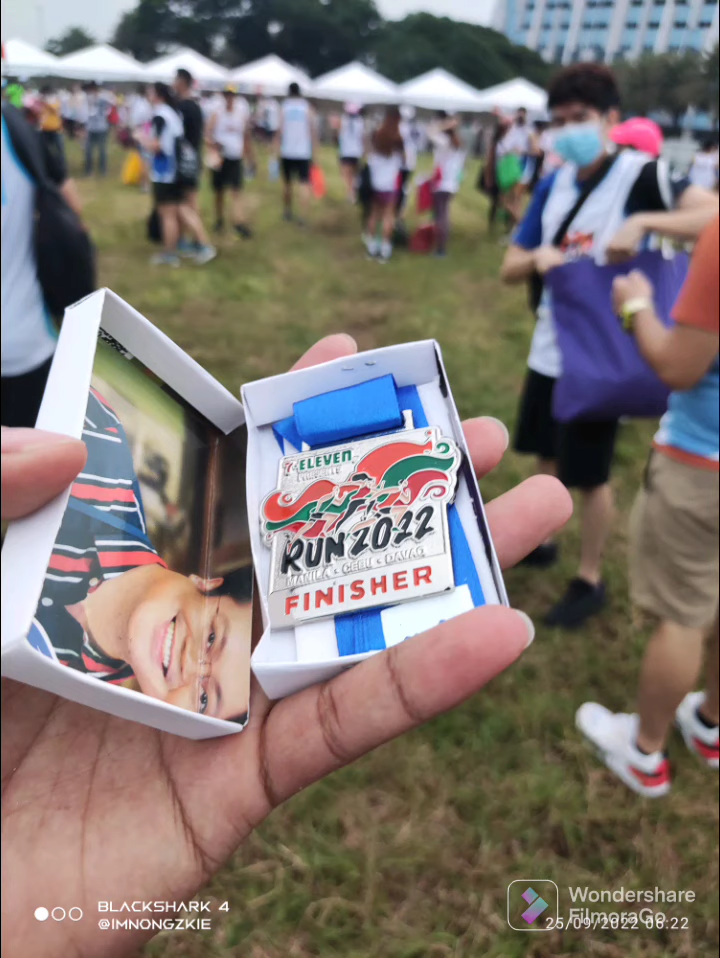 7-ELEVEN
RUN 2022
MANILA • CEBU • DAVAO
FINISHER
BLACKSHARK 4
@IMNONGZKIE
Wondershare
FilmoraGo
25/09/2022 06:22